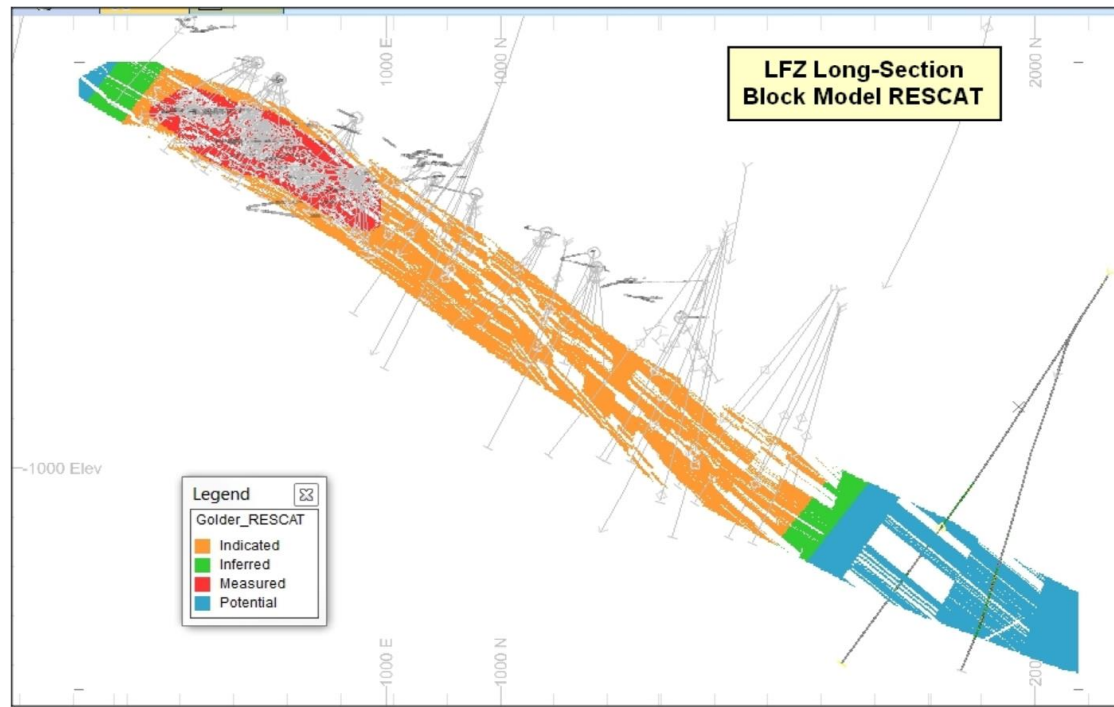 1000 E
1000 N
2000 N
LFZ Long-Section
Block Model RESCAT
-1000 Elev
Legend
Golder_RESCAT
Indicated
Inferred
Measured
Potential
1000 E
1000 N